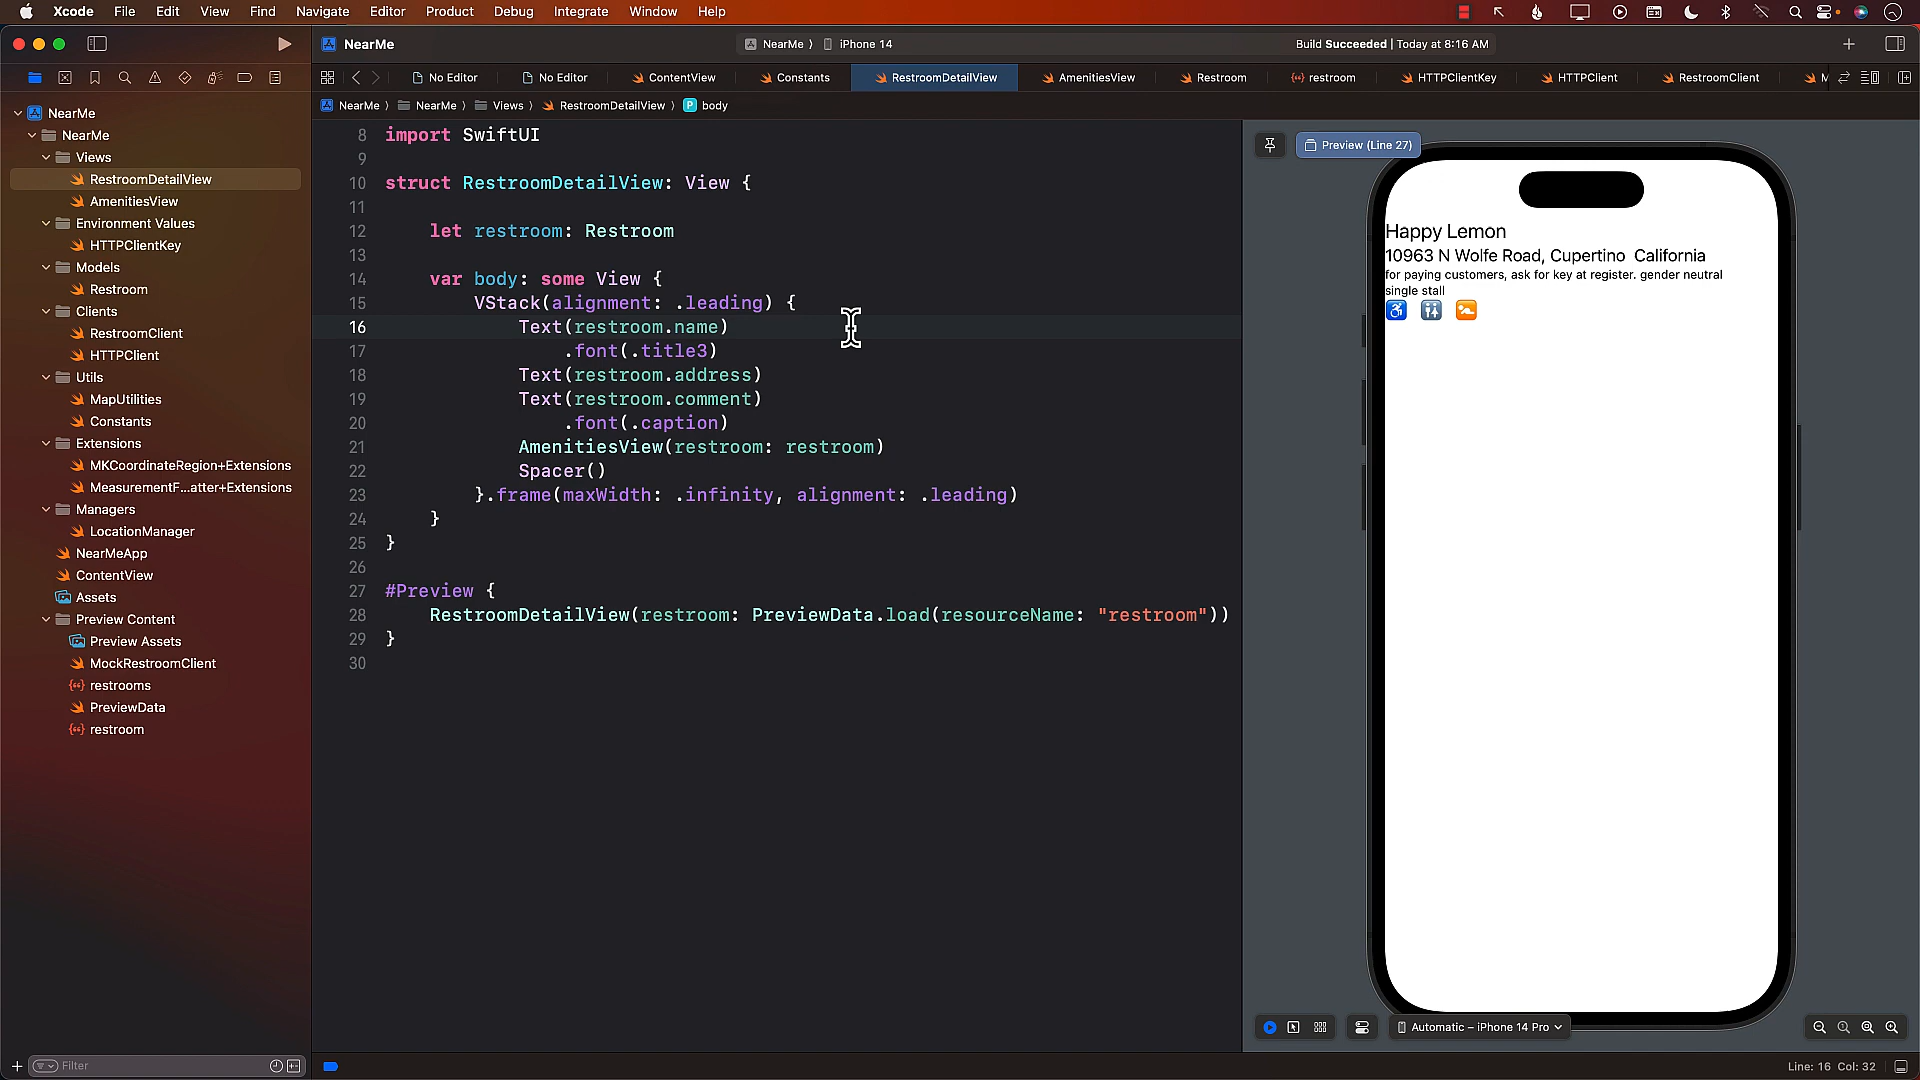 Xcode File Edit View Find Navigate Editor Product Debug Integrate Window Help
NearMe
NearMe 〉 iPhone 14
Build Succeeded | Today at 8:16 AM
No Editor
No Editor
ContentView
Constants
RestroomDetailView
AmenitiesView
Restroom
restroom
HTTPClientKey
HTTPClient
RestroomClient
M
NearMe 〉 NearMe 〉 Views 〉 RestroomDetailView 〉 P body
NearMe
NearMe
Views
RestroomDetailView
AmenitiesView
Environment Values
HTTPClientKey
Models
Restroom
Clients
RestroomClient
HTTPClient
Utils
MapUtilities
Constants
Extensions
MKCoordinateRegion+Extensions
MeasurementF...atter+Extensions
Managers
LocationManager
NearMeApp
ContentView
Assets
Preview Content
Preview Assets
MockRestroomClient
restrooms
PreviewData
restroom
Filter
8 import SwiftUI
9
10 struct RestroomDetailView: View {
11
12 let restroom: Restroom
13
14 var body: some View {
15 VStack(alignment: .leading) {
16 Text(restroom.name)
17 .font(.title3)
18 Text(restroom.address)
19 Text(restroom.comment)
20 .font(.caption)
21 AmenitiesView(restroom: restroom)
22 Spacer()
23 }.frame(maxWidth: .infinity, alignment: .leading)
24 }
25 }
26
27 #Preview {
28 RestroomDetailView(restroom: PreviewData.load(resourceName: "restroom"))
29 }
30
Preview (Line 27)
Happy Lemon
10963 N Wolfe Road, Cupertino California
for paying customers, ask for key at register. gender neutral
single stall
Automatic – iPhone 14 Pro
Line: 16 Col: 32